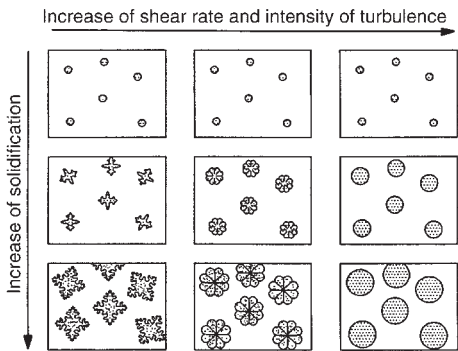 Increase of shear rate and intensity of turbulence
Increase of solidification